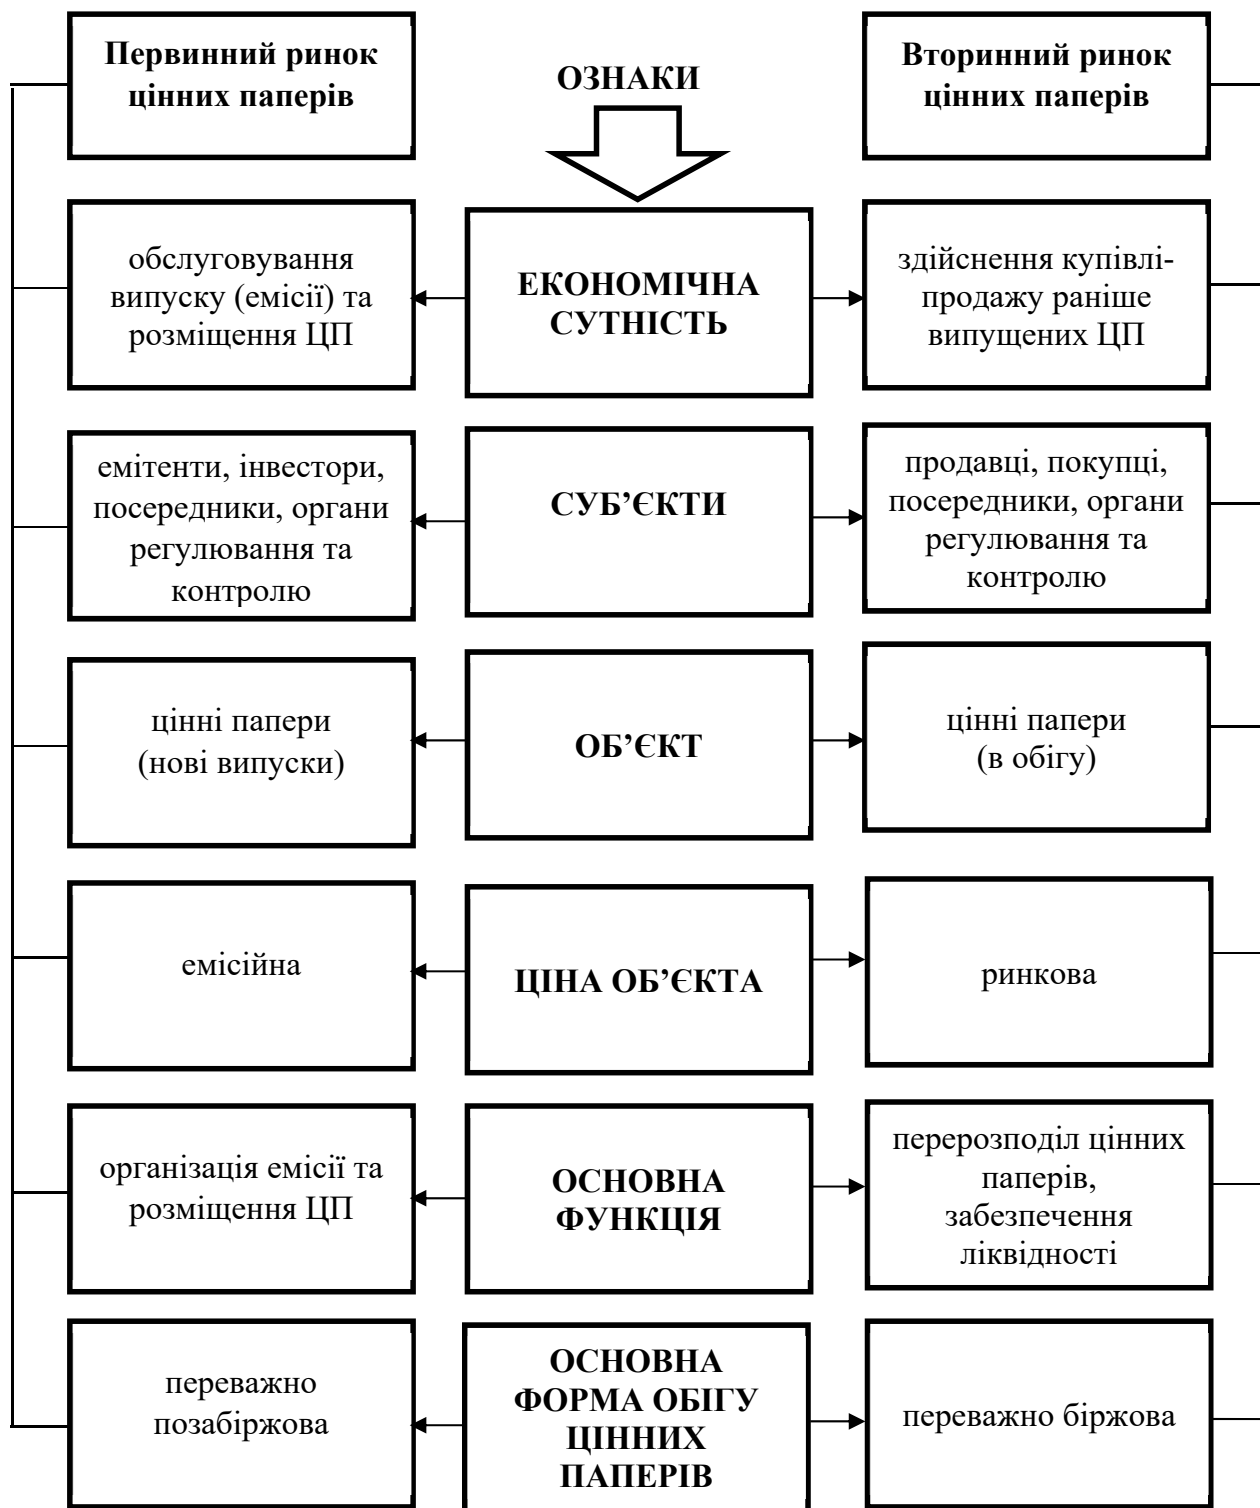 Первинний ринок
цінних паперів
ОЗНАКИ
Вторинний ринок
цінних паперів
обслуговування
випуску (емісії) та
розміщення ЦП
ЕКОНОМІЧНА
СУТНІСТЬ
здійснення купівлі-
продажу раніше
випущених ЦП
емітенти, інвестори,
посередники, органи
регулювання та
контролю
СУБ’ЄКТИ
продавці, покупці,
посередники, органи
регулювання та
контролю
цінні папери
(нові випуски)
ОБ’ЄКТ
цінні папери
(в обігу)
емісійна
ЦІНА ОБ’ЄКТА
ринкова
організація емісії та
розміщення ЦП
ОСНОВНА
ФУНКЦІЯ
перерозподіл цінних
паперів,
забезпечення
ліквідності
переважно
позабіржова
ОСНОВНА
ФОРМА ОБІГУ
ЦІННИХ
ПАПЕРІВ
переважно біржова